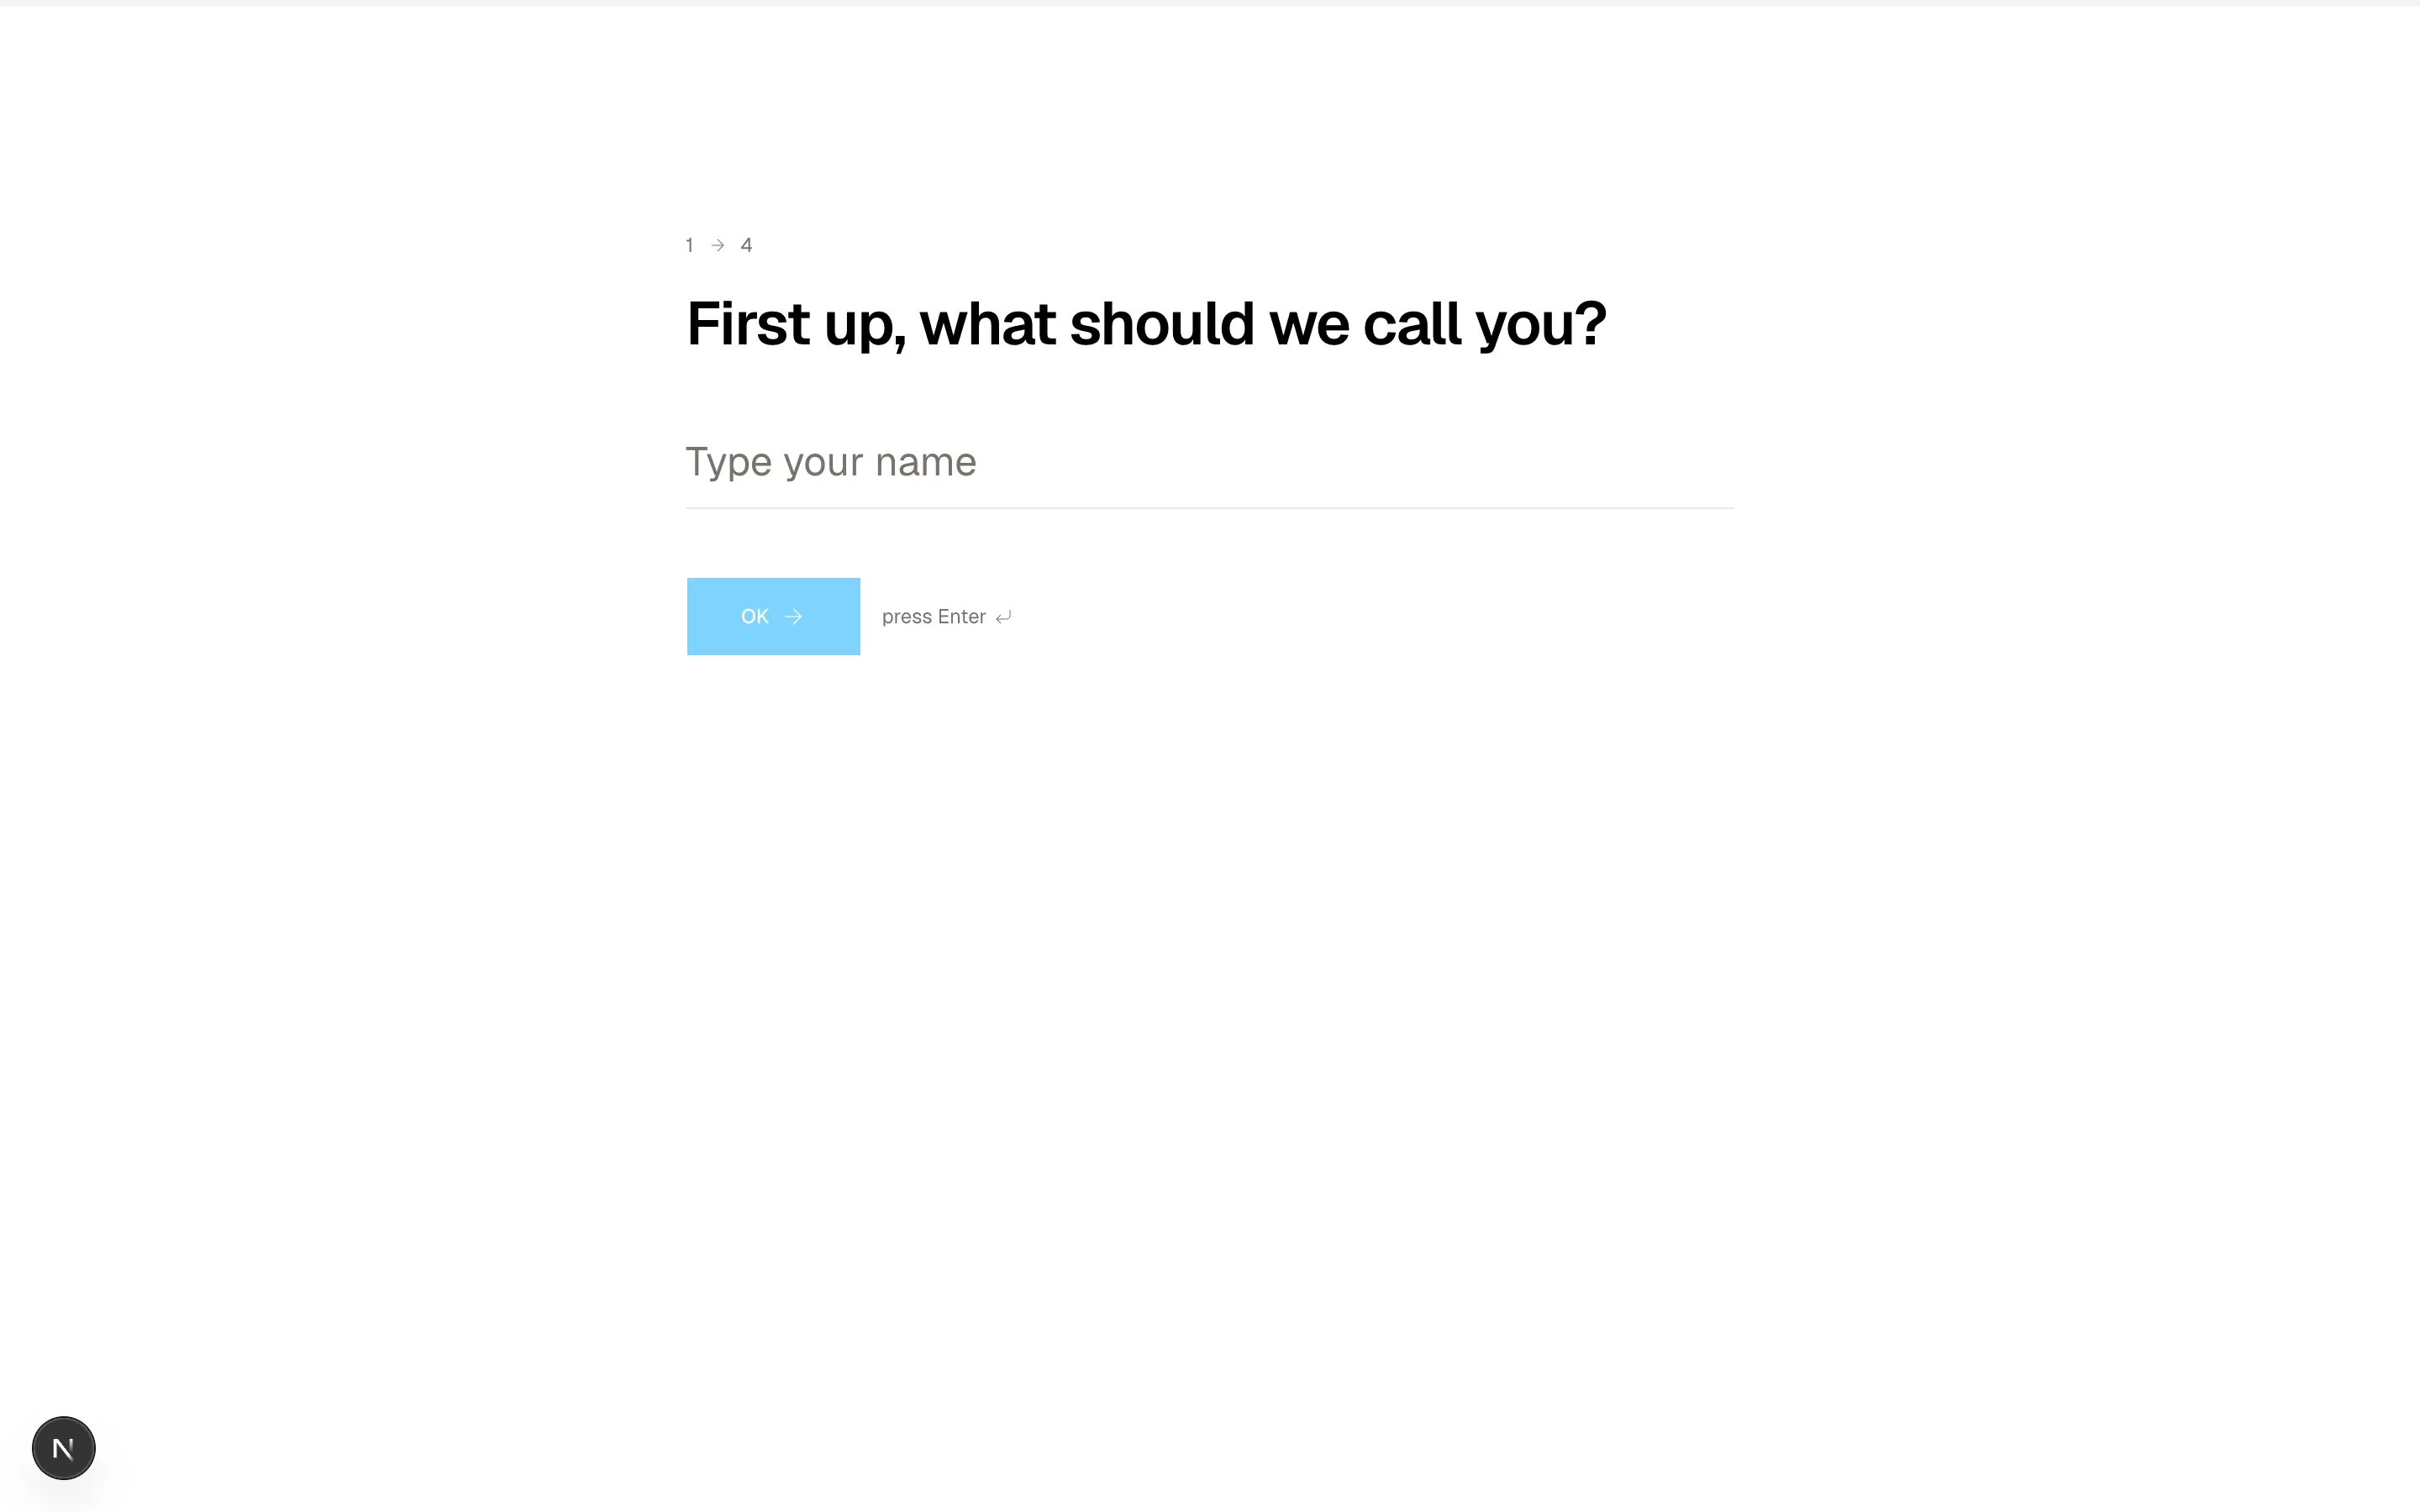 1 → 4
First up, what should we call you?
Type your name
OK →
press Enter ↵
N